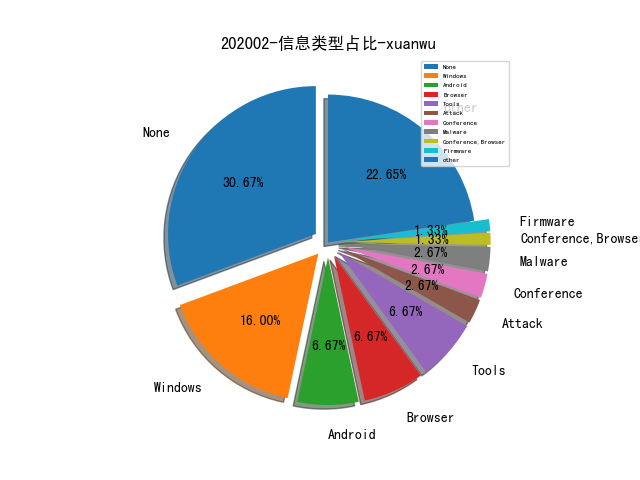 202002-信息类型占比-xuanwu
None
Windows
Android
Browser
Tools
Attack
Conference
Malware
Conference,Browser
Firmware
other
other
None
30.67%
22.65%
1.33%
Firmware
1.33%
Conference,Browser
2.67%
Malware
2.67%
Conference
2.67%
Attack
6.67%
Tools
6.67%
Browser
6.67%
Android
16.00%
Windows